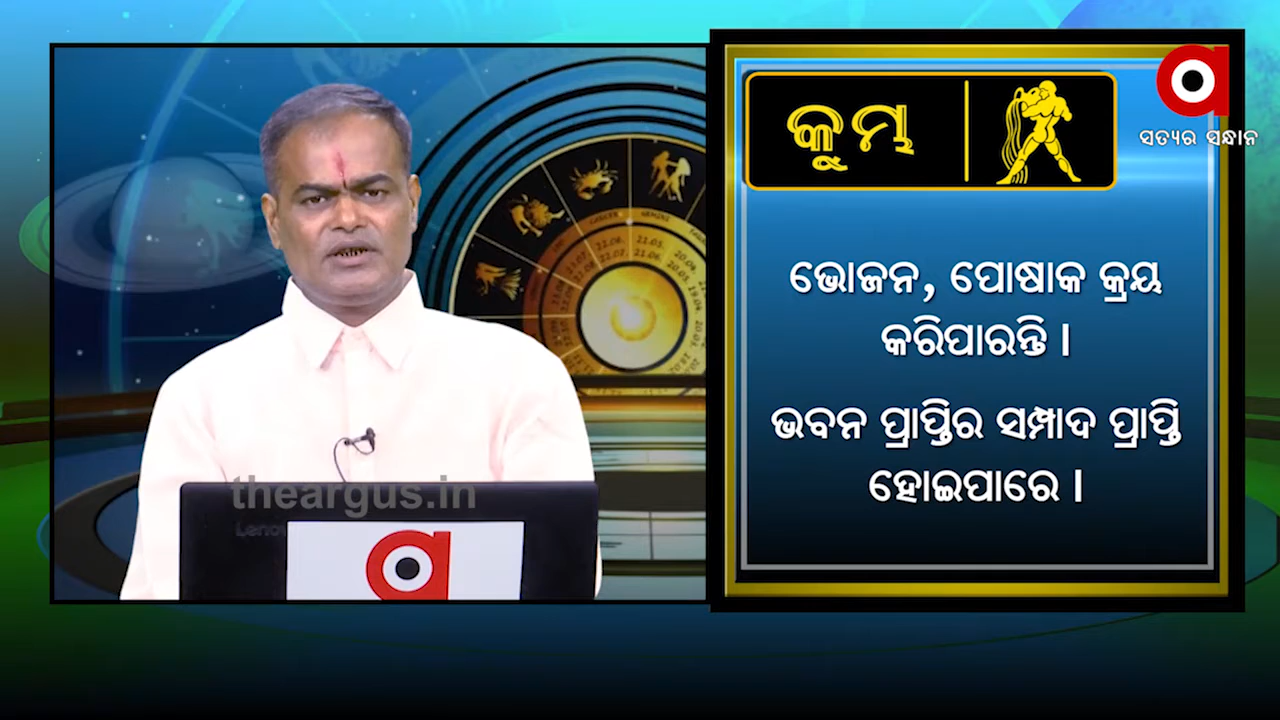 କୁମ୍ଭ
ସତ୍ୟର ସନ୍ଧାନ
ଭୋଜନ, ପୋଷାକ କ୍ରୟ
କରିପାରନ୍ତି ।
ଭବନ ପ୍ରାପ୍ତିର ସମ୍ପାଦ ପ୍ରାପ୍ତି
ହୋଇପାରେ ।
theargus.in